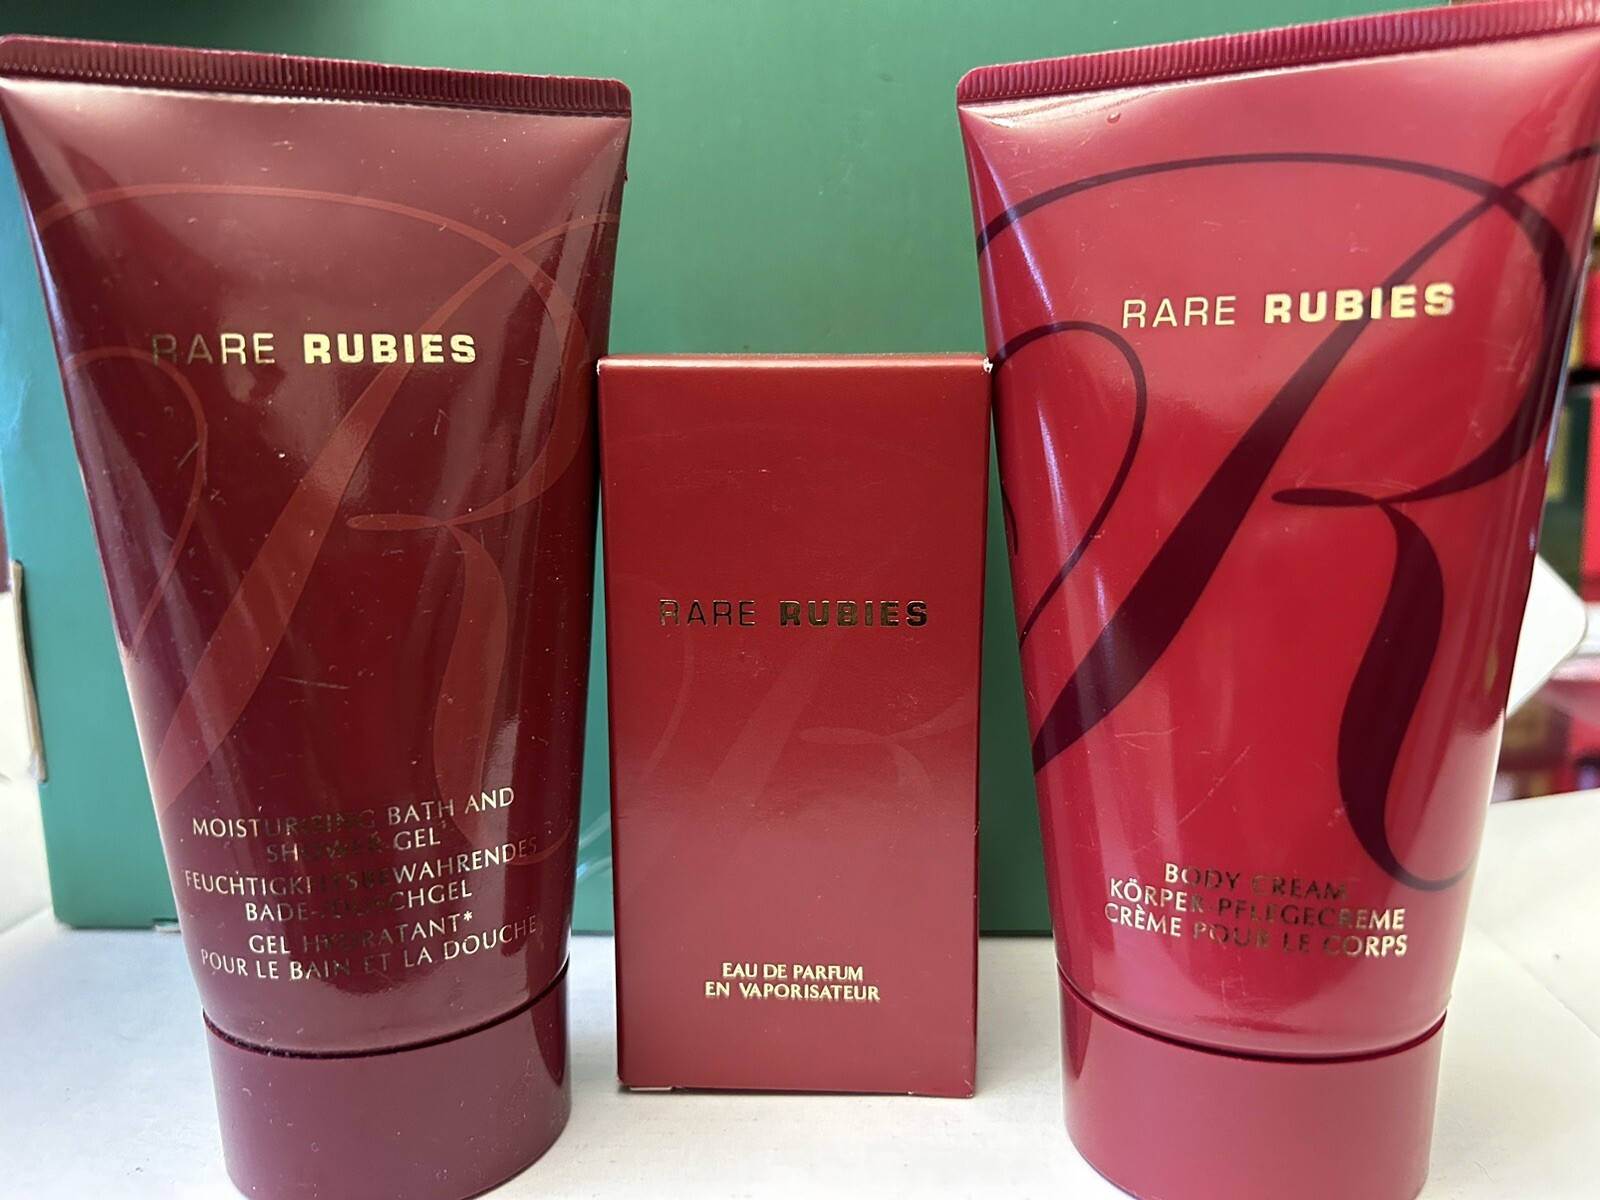 RARE RUBIES
MOISTURISING BATH AND
SHOWER GEL
FEUCHTIGKEITSBEWAHRENDES
BADE-/DUSCHGEL
GEL HYDRATANT*
POUR LE BAIN ET LA DOUCHE
RARE RUBIES
EAU DE PARFUM
EN VAPORISATEUR
R
RARE RUBIES
BODY CREAM
KÖRPER-PFLEGECREME
CRÈME POUR LE CORPS